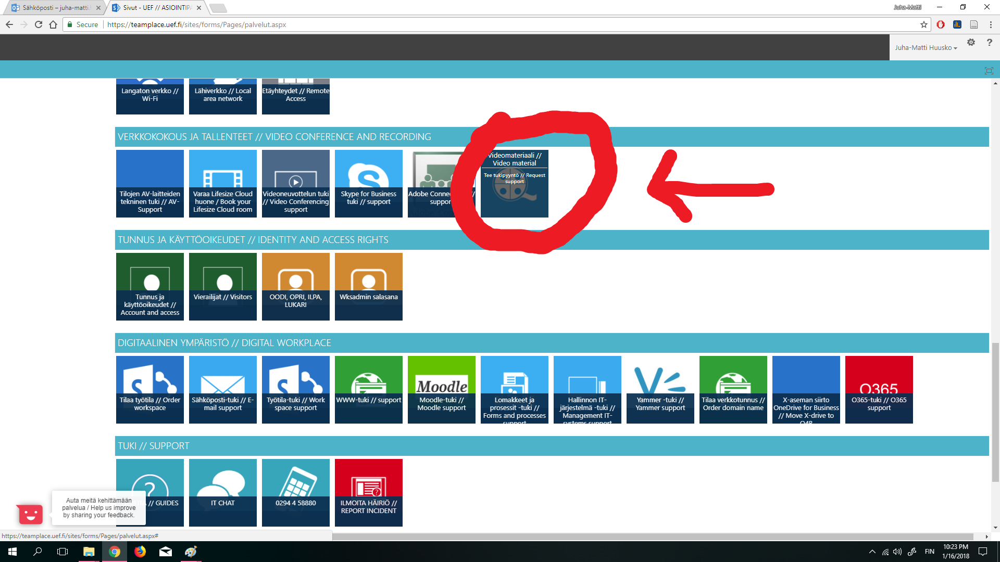 Sähköposti – juha-matti.
Sivut - UEF // ASIOINTIPA
Juha-Matti
Secure
https://teamplace.uef.fi/sites/forms/Pages/palvelut.aspx
Juha-Matti Huusko
?
Langaton verkko //
Wi-Fi
Lähiverkko // Local
area network
Etäyhteydet // Remote
Access
VERKKOKOKOUS JA TALLENTEET // VIDEO CONFERENCE AND RECORDING
Tilojen AV-laitteiden
tekninen tuki // AV-
Support
Varaa Lifesize Cloud
huone / Book your
Lifesize Cloud room
Videoneuvottelun tuki
// Video Conferencing
support
Skype for Business
tuki // support
Adobe Connec //
suppor
Videomateriaali //
Video material
Tee tukipyyntö // Request
support
TUNNUS JA KÄYTTÖOIKEUDET // IDENTITY AND ACCESS RIGHTS
Tunnus ja
käyttöoikeudet //
Account and access
Vierailijat // Visitors
OODI, OPRI, ILPA,
LUKARI
Wksadmin salasana
DIGITAALINEN YMPÄRISTÖ // DIGITAL WORKPLACE
Tilaa työtila // Order
workspace
Sähköposti-tuki // E-
mail support
Työtila-tuki // Work
space support
WWW-tuki // support
Moodle
Moodle-tuki //
Moodle support
Lomakkeet ja
prosessit -tuki //
Forms and processes
support
Hallinnon IT-
järjestelmä -tuki //
Management IT-
systems support
Yammer -tuki //
Yammer support
Tilaa verkkotunnus //
Order domain name
X-aseman siirto
OneDrive for Business
// Move X-drive to
O4B
O365
O365-tuki // O365
support
TUKI // SUPPORT
// GUIDES
IT CHAT
0294 4 58880
ILMOITA HÄIRIÖ //
REPORT INCIDENT
Auta meitä kehittämään
palvelua / Help us improve
by sharing your feedback.
https://teamplace.uef.fi/sites/forms/Pages/palvelut.aspx#
FIN
10:23 PM
1/16/2018